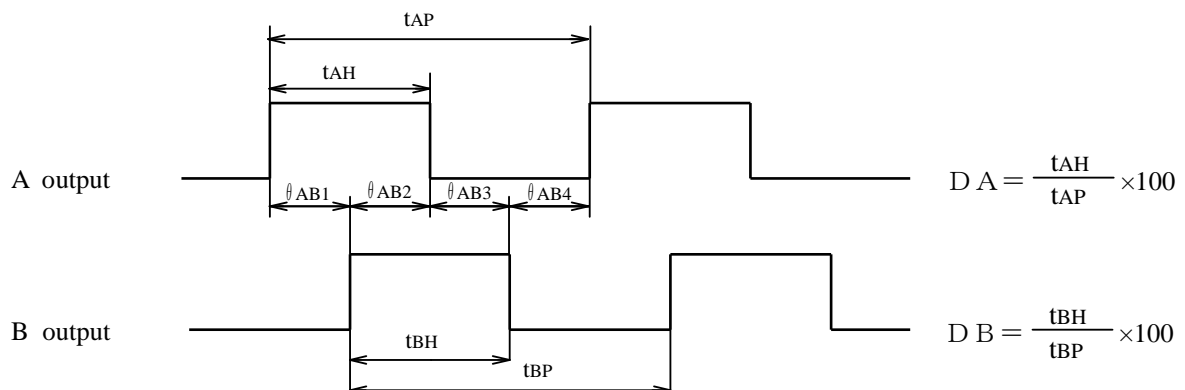 tAP
tAH
A output
θAB1 θAB2 θAB3 θAB4
DA＝tAH/tAP ×100
B output
tBH
tBP
DB＝tBH/tBP ×100